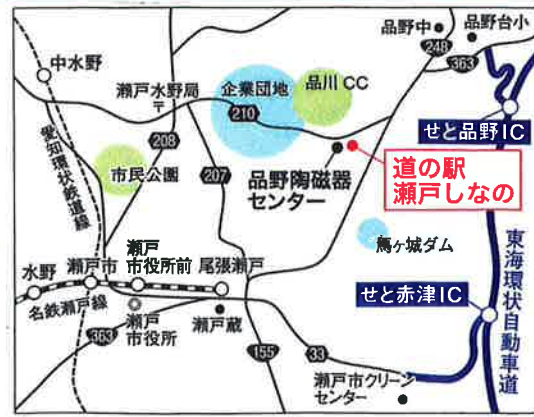 品野中
品野台小
248
363
中水野
瀬戸水野局
〒
企業団地
品川 CC
210
せと品野IC
208
愛知環状鉄道線
市民公園
207
品野陶磁器
センター
道の駅
瀬戸しなの
馬ヶ城ダム
東海環状自動車道
瀬戸
市役所前
尾張瀬戸
水野
瀬戸市
せと赤津IC
名鉄瀬戸線
瀬戸
市役所
瀬戸蔵
363
155
33
瀬戸市クリーン
センター